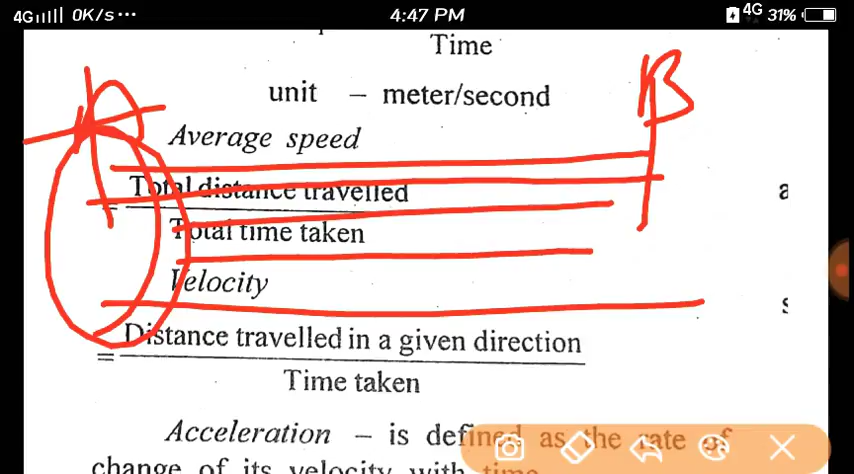 4G 0K/s... 4:47 PM 4G 31%
Time
unit – meter/second
B
Average speed
Total distance travelled
=
Total time taken
Velocity
Distance travelled in a given direction
=
Time taken
Acceleration – is defined as the rate of
change of its velocity with time